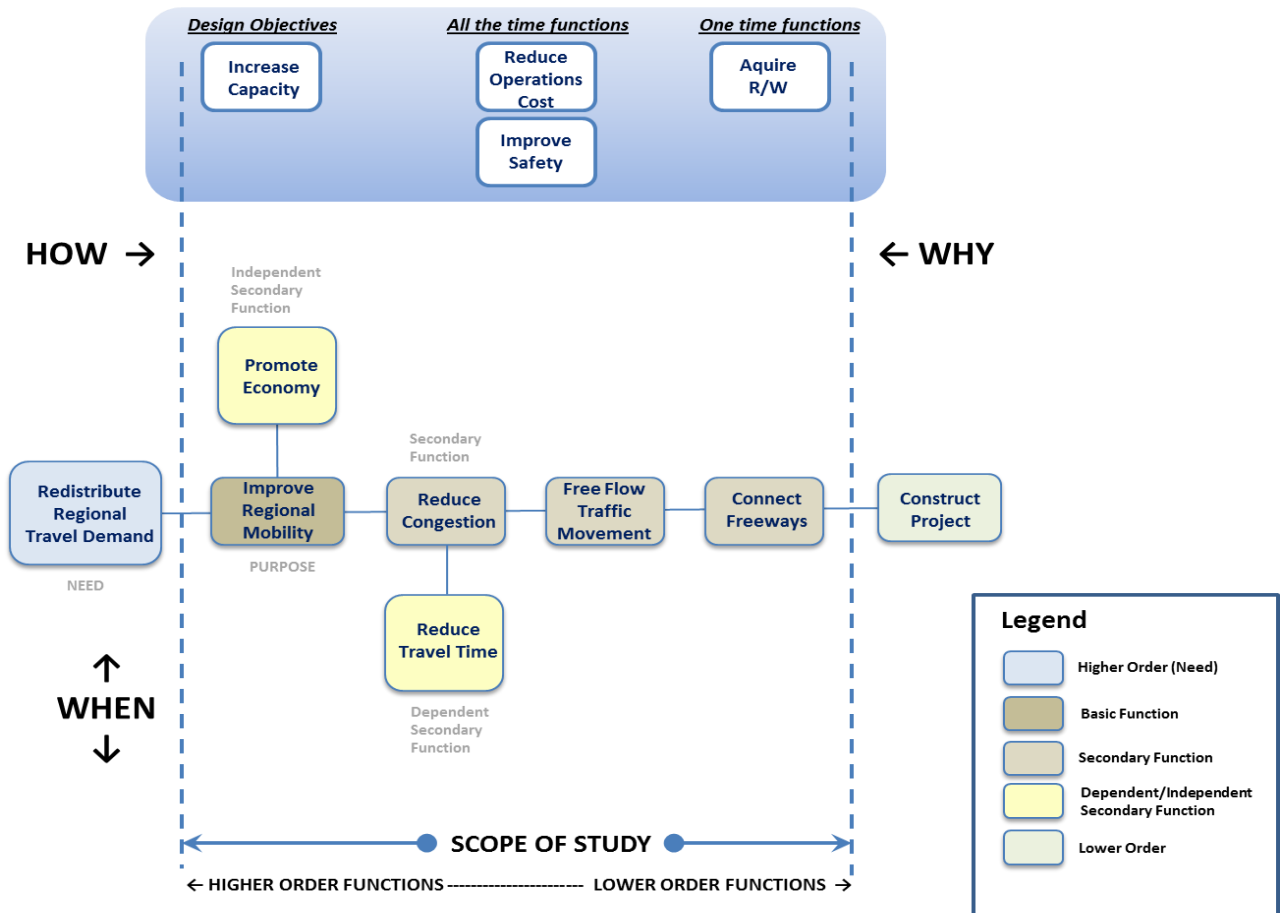 Design Objectives
All the time functions
One time functions
Increase
Capacity
Reduce
Operations
Cost
Aquire
R/W
Improve
Safety
HOW →
← WHY
Independent
Secondary
Function
Promote
Economy
Secondary
Function
Redistribute
Regional
Travel Demand
Improve
Regional
Mobility
Reduce
Congestion
Free Flow
Traffic
Movement
Connect
Freeways
Construct
Project
NEED
PURPOSE
Reduce
Travel Time
Dependent
Secondary
Function
↑
WHEN
↓
Legend
Higher Order (Need)
Basic Function
Secondary Function
Dependent/Independent
Secondary Function
Lower Order
SCOPE OF STUDY
← HIGHER ORDER FUNCTIONS ------------------------ LOWER ORDER FUNCTIONS →